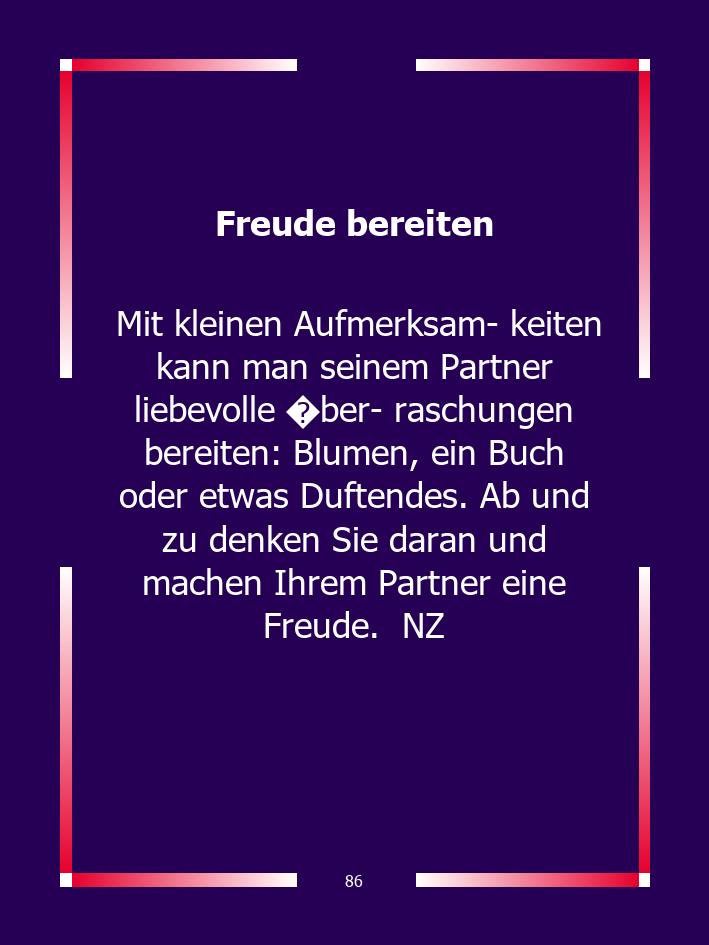 Freude bereiten
Mit kleinen Aufmerksam- keiten
kann man seinem Partner
liebevolle �ber- raschungen
bereiten: Blumen, ein Buch
oder etwas Duftendes. Ab und
zu denken Sie daran und
machen Ihrem Partner eine
Freude.  NZ
86